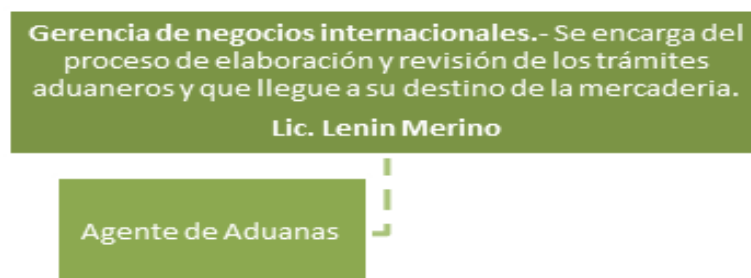 Gerencia de negocios internacionales.- Se encarga del
proceso de elaboración y revisión de los trámites
aduaneros y que llegue a su destino de la mercaderia.
Lic. Lenin Merino
Agente de Aduanas